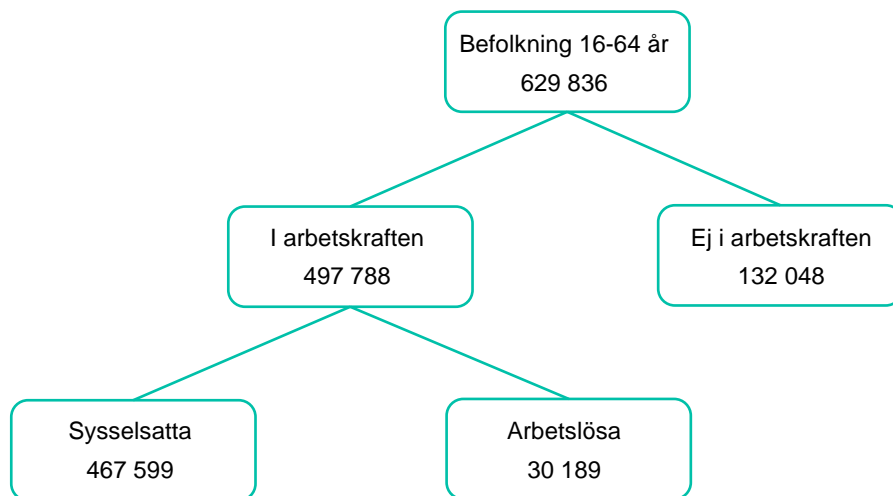 Befolkning 16-64 år
629 836
I arbetskraften
497 788
Ej i arbetskraften
132 048
Sysselsatta
467 599
Arbetslösa
30 189